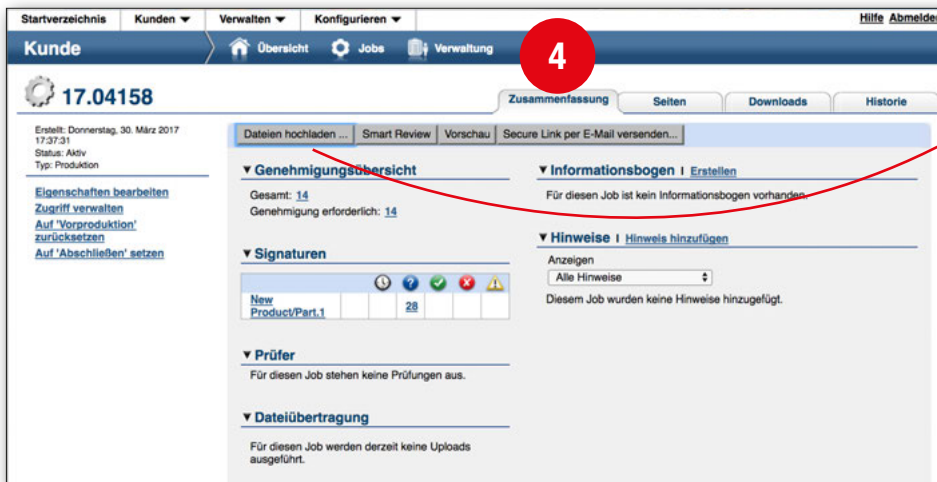 Startverzeichnis Kunden Verwalten Konfigurieren Hilfe Abmelden
Kunde Übersicht Jobs Verwaltung
4
17.04158
Zusammenfassung Seiten Downloads Historie
Erstellt: Donnerstag, 30. März 2017
17:37:31
Status: Aktiv
Typ: Produktion
Eigenschaften bearbeiten
Zugriff verwalten
Auf 'Vorproduktion'
zurücksetzen
Auf 'Abschließen' setzen
Dateien hochladen ... Smart Review Vorschau Secure Link per E-Mail versenden...
Genehmigungsübersicht
Gesamt: 14
Genehmigung erforderlich: 14
Signaturen
New
Product/Part.1
28
Prüfer
Für diesen Job stehen keine Prüfungen aus.
Dateiübertragung
Für diesen Job werden derzeit keine Uploads
ausgeführt.
Informationsbogen | Erstellen
Für diesen Job ist kein Informationsbogen vorhanden.
Hinweise | Hinweis hinzufügen
Anzeigen
Alle Hinweise
Diesem Job wurden keine Hinweise hinzugefügt.